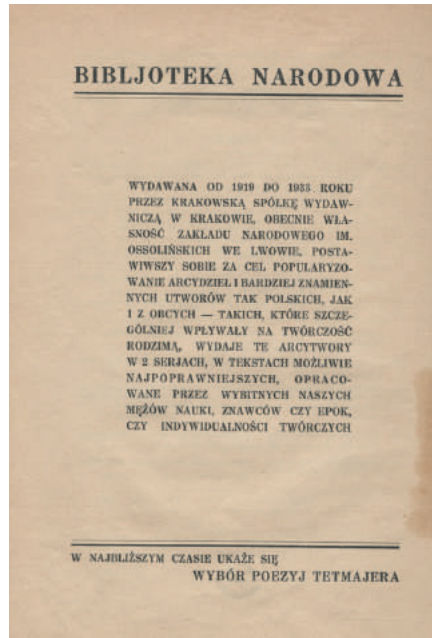 BIBLJOTEKA NARODOWA
WYDAWANA OD 1919 DO 1933 ROKU
PRZEZ KRAKOWSKĄ SPÓŁKĘ WYDAW-
NICZĄ W KRAKOWIE, OBECNIE WŁA-
SNOŚĆ ZAKŁADU NARODOWEGO IM.
OSSOLIŃSKICH WE LWOWIE, POSTA-
WIWSZY SOBIE ZA CEL POPULARYZO-
WANIE ARCYDZIEŁ I BARDZIEJ ZNAMIEN-
NYCH UTWORÓW TAK POLSKICH, JAK
I Z OBCYCH — TAKICH, KTÓRE SZCZE-
GÓLNIEJ WPŁYWAŁY NA TWÓRCZOŚĆ
RODZIMĄ, WYDAJE TE ARCYTWORY
W 2 SERJACH, W TEKSTACH MOŻLIWIE
NAJPOPRAWNIEJSZYCH, OPRACO-
WANE PRZEZ WYBITNYCH NASZYCH
MĘŻÓW NAUKI, ZNAWCÓW CZY EPOK,
CZY INDYWIDUALNOŚCI TWÓRCZYCH
W NAJBLIŻSZYM CZASIE UKAŻE SIĘ
WYBÓR POEZYJ TETMAJERA